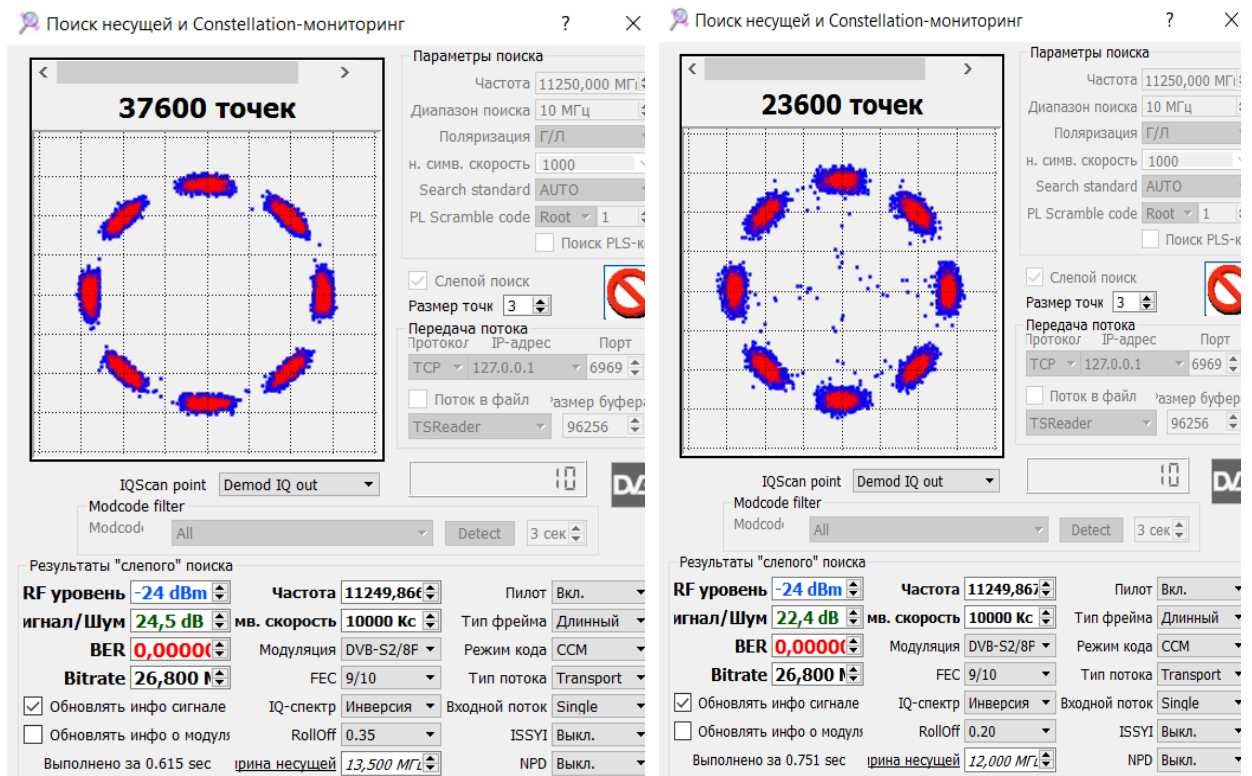 Поиск несущей и Constellation-мониторинг ? ×
37600 точек
Параметры поиска
Частота 11250,000 МГц
Диапазон поиска 10 МГц
Поляризация Г/Л
н. симв. скорость 1000
Search standard AUTO
PL Scramble code Root 1
Поиск PLS-к
Слепой поиск
Размер точк 3
Передача потока
Протокол IP-адрес Порт
TCP 127.0.0.1 6969
Поток в файл размер буфера
TSReader 96256
IQScan point Demod IQ out
10
DV
Modcode filter
Modcod All Detect 3 сек
Результаты "слепого" поиска
RF уровень -24 dBm Частота 11249,866 Пилот Вкл.
игнал/Шум 24,5 dB мв. скорость 10000 Кс Тип фрейма Длинный
BER 0,00000 Модуляция DVB-S2/8P Режим кода CCM
Bitrate 26,800 M FEC 9/10 Тип потока Transport
Обновлять инфо сигнале IQ-спектр Инверсия Входной поток Single
Обновлять инфо о модуля RollOff 0.35 ISSYI Выкл.
Выполнено за 0.615 sec ирина несущей 13,500 МГц NPD Выкл.
Поиск несущей и Constellation-мониторинг ? ×
23600 точек
Параметры поиска
Частота 11250,000 МГц
Диапазон поиска 10 МГц
Поляризация Г/Л
н. симв. скорость 1000
Search standard AUTO
PL Scramble code Root 1
Поиск PLS-к
Слепой поиск
Размер точк 3
Передача потока
Протокол IP-адрес Порт
TCP 127.0.0.1 6969
Поток в файл размер буфера
TSReader 96256
IQScan point Demod IQ out
10
DV
Modcode filter
Modcod All Detect 3 сек
Результаты "слепого" поиска
RF уровень -24 dBm Частота 11249,867 Пилот Вкл.
игнал/Шум 22,4 dB мв. скорость 10000 Кс Тип фрейма Длинный
BER 0,00000 Модуляция DVB-S2/8P Режим кода CCM
Bitrate 26,800 M FEC 9/10 Тип потока Transport
Обновлять инфо сигнале IQ-спектр Инверсия Входной поток Single
Обновлять инфо о модуля RollOff 0.20 ISSYI Выкл.
Выполнено за 0.751 sec ирина несущей 12,000 МГц NPD Выкл.